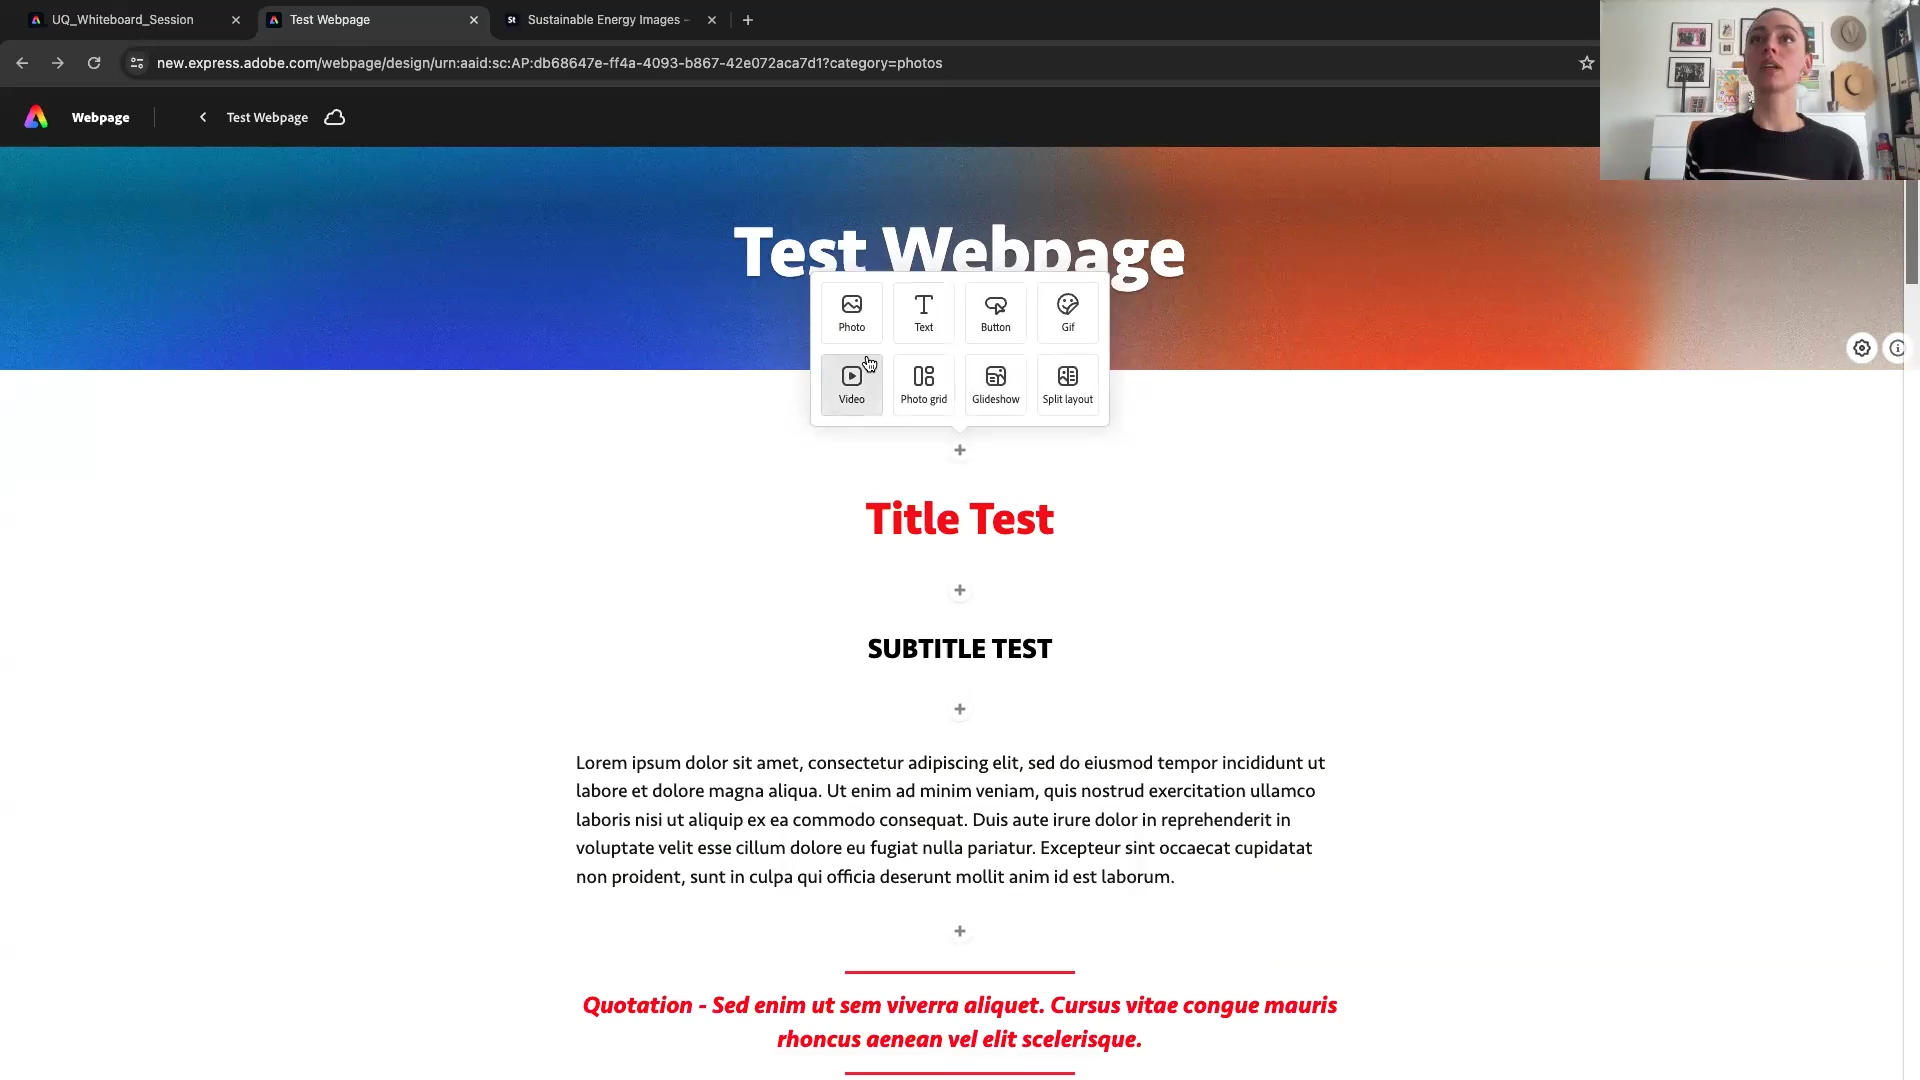 UQ_Whiteboard_Session
Test Webpage
St
Sustainable Energy Images -
new.express.adobe.com/webpage/design/urn:aaid:sc:AP:db68647e-ff4a-4093-b867-42e072aca7d1?category=photos
Webpage
Test Webpage
Test Webpage
Photo
Text
Button
Gif
Video
Photo grid
Glideshow
Split layout
Title Test
SUBTITLE TEST
Lorem ipsum dolor sit amet, consectetur adipiscing elit, sed do eiusmod tempor incididunt ut
labore et dolore magna aliqua. Ut enim ad minim veniam, quis nostrud exercitation ullamco
laboris nisi ut aliquip ex ea commodo consequat. Duis aute irure dolor in reprehenderit in
voluptate velit esse cillum dolore eu fugiat nulla pariatur. Excepteur sint occaecat cupidatat
non proident, sunt in culpa qui officia deserunt mollit anim id est laborum.
Quotation - Sed enim ut sem viverra aliquet. Cursus vitae congue mauris
rhoncus aenean vel elit scelerisque.